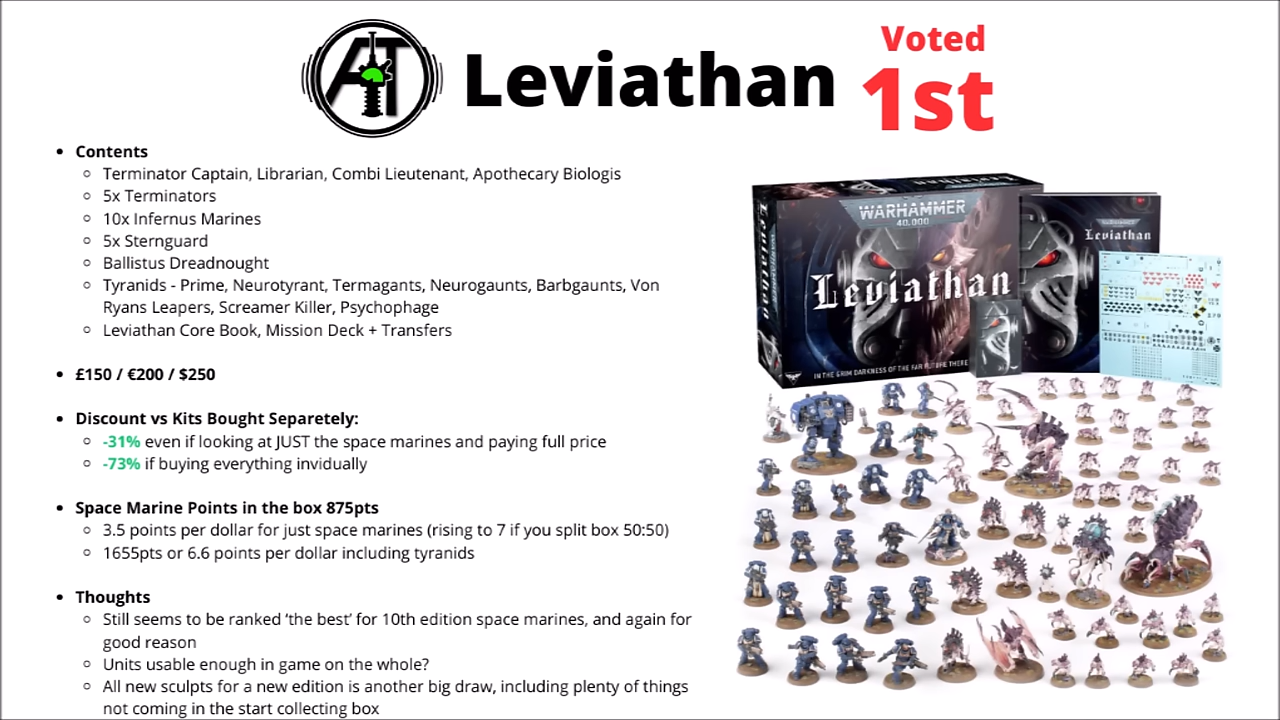 AT
Leviathan
Voted
1st
Contents
Terminator Captain, Librarian, Combi Lieutenant, Apothecary Biologis
5x Terminators
10x Infernus Marines
5x Sternguard
Ballistus Dreadnought
Tyranids - Prime, Neurotyrant, Termagants, Neurogaunts, Barbgaunts, Von
Ryans Leapers, Screamer Killer, Psychophage
Leviathan Core Book, Mission Deck + Transfers
£150 / €200 / $250
Discount vs Kits Bought Separetely:
-31% even if looking at JUST the space marines and paying full price
-73% if buying everything invidually
Space Marine Points in the box 875pts
3.5 points per dollar for just space marines (rising to 7 if you split box 50:50)
1655pts or 6.6 points per dollar including tyranids
Thoughts
Still seems to be ranked ‘the best’ for 10th edition space marines, and again for
good reason
Units usable enough in game on the whole?
All new sculpts for a new edition is another big draw, including plenty of things
not coming in the start collecting box
Leviathan
WARHAMMER
WARHAMMER
40,000
Leviathan
IN THE GRIM DARKNESS OF THE FAR FUTURE THERE
Leviathan